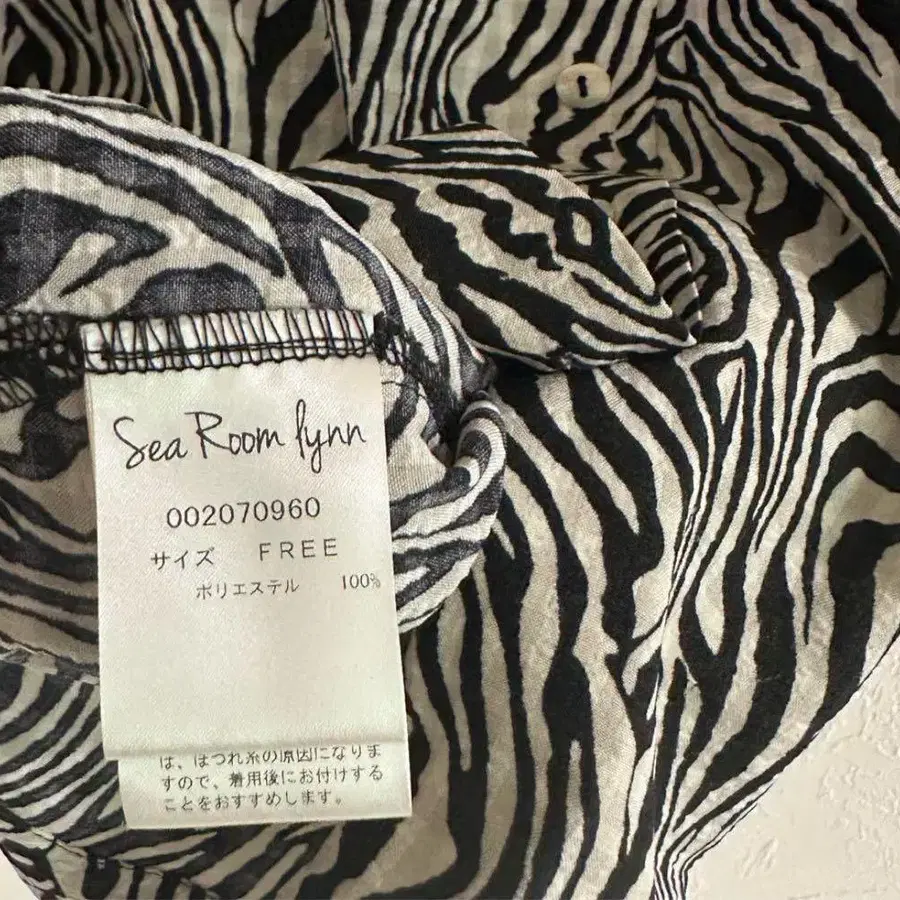 Sea Room lynn
002070960
サイズ FREE
ポリエステル 100%
は、ほつれ糸の原因になりま
すので、着用後にお付けする
ことをおすすめします。